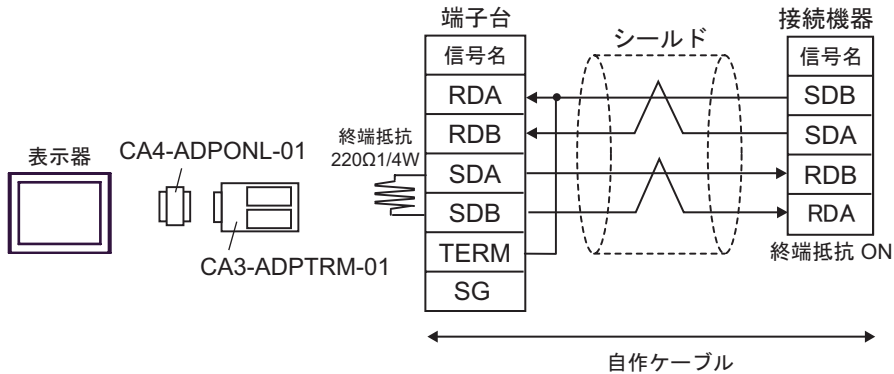 端子台
信号名
RDA
RDB
SDA
SDB
TERM
SG
シールド
接続機器
信号名
SDB
SDA
RDB
RDA
終端抵抗 ON
終端抵抗
220Ω1/4W
表示器
CA4-ADPONL-01
CA3-ADPTRM-01
自作ケーブル